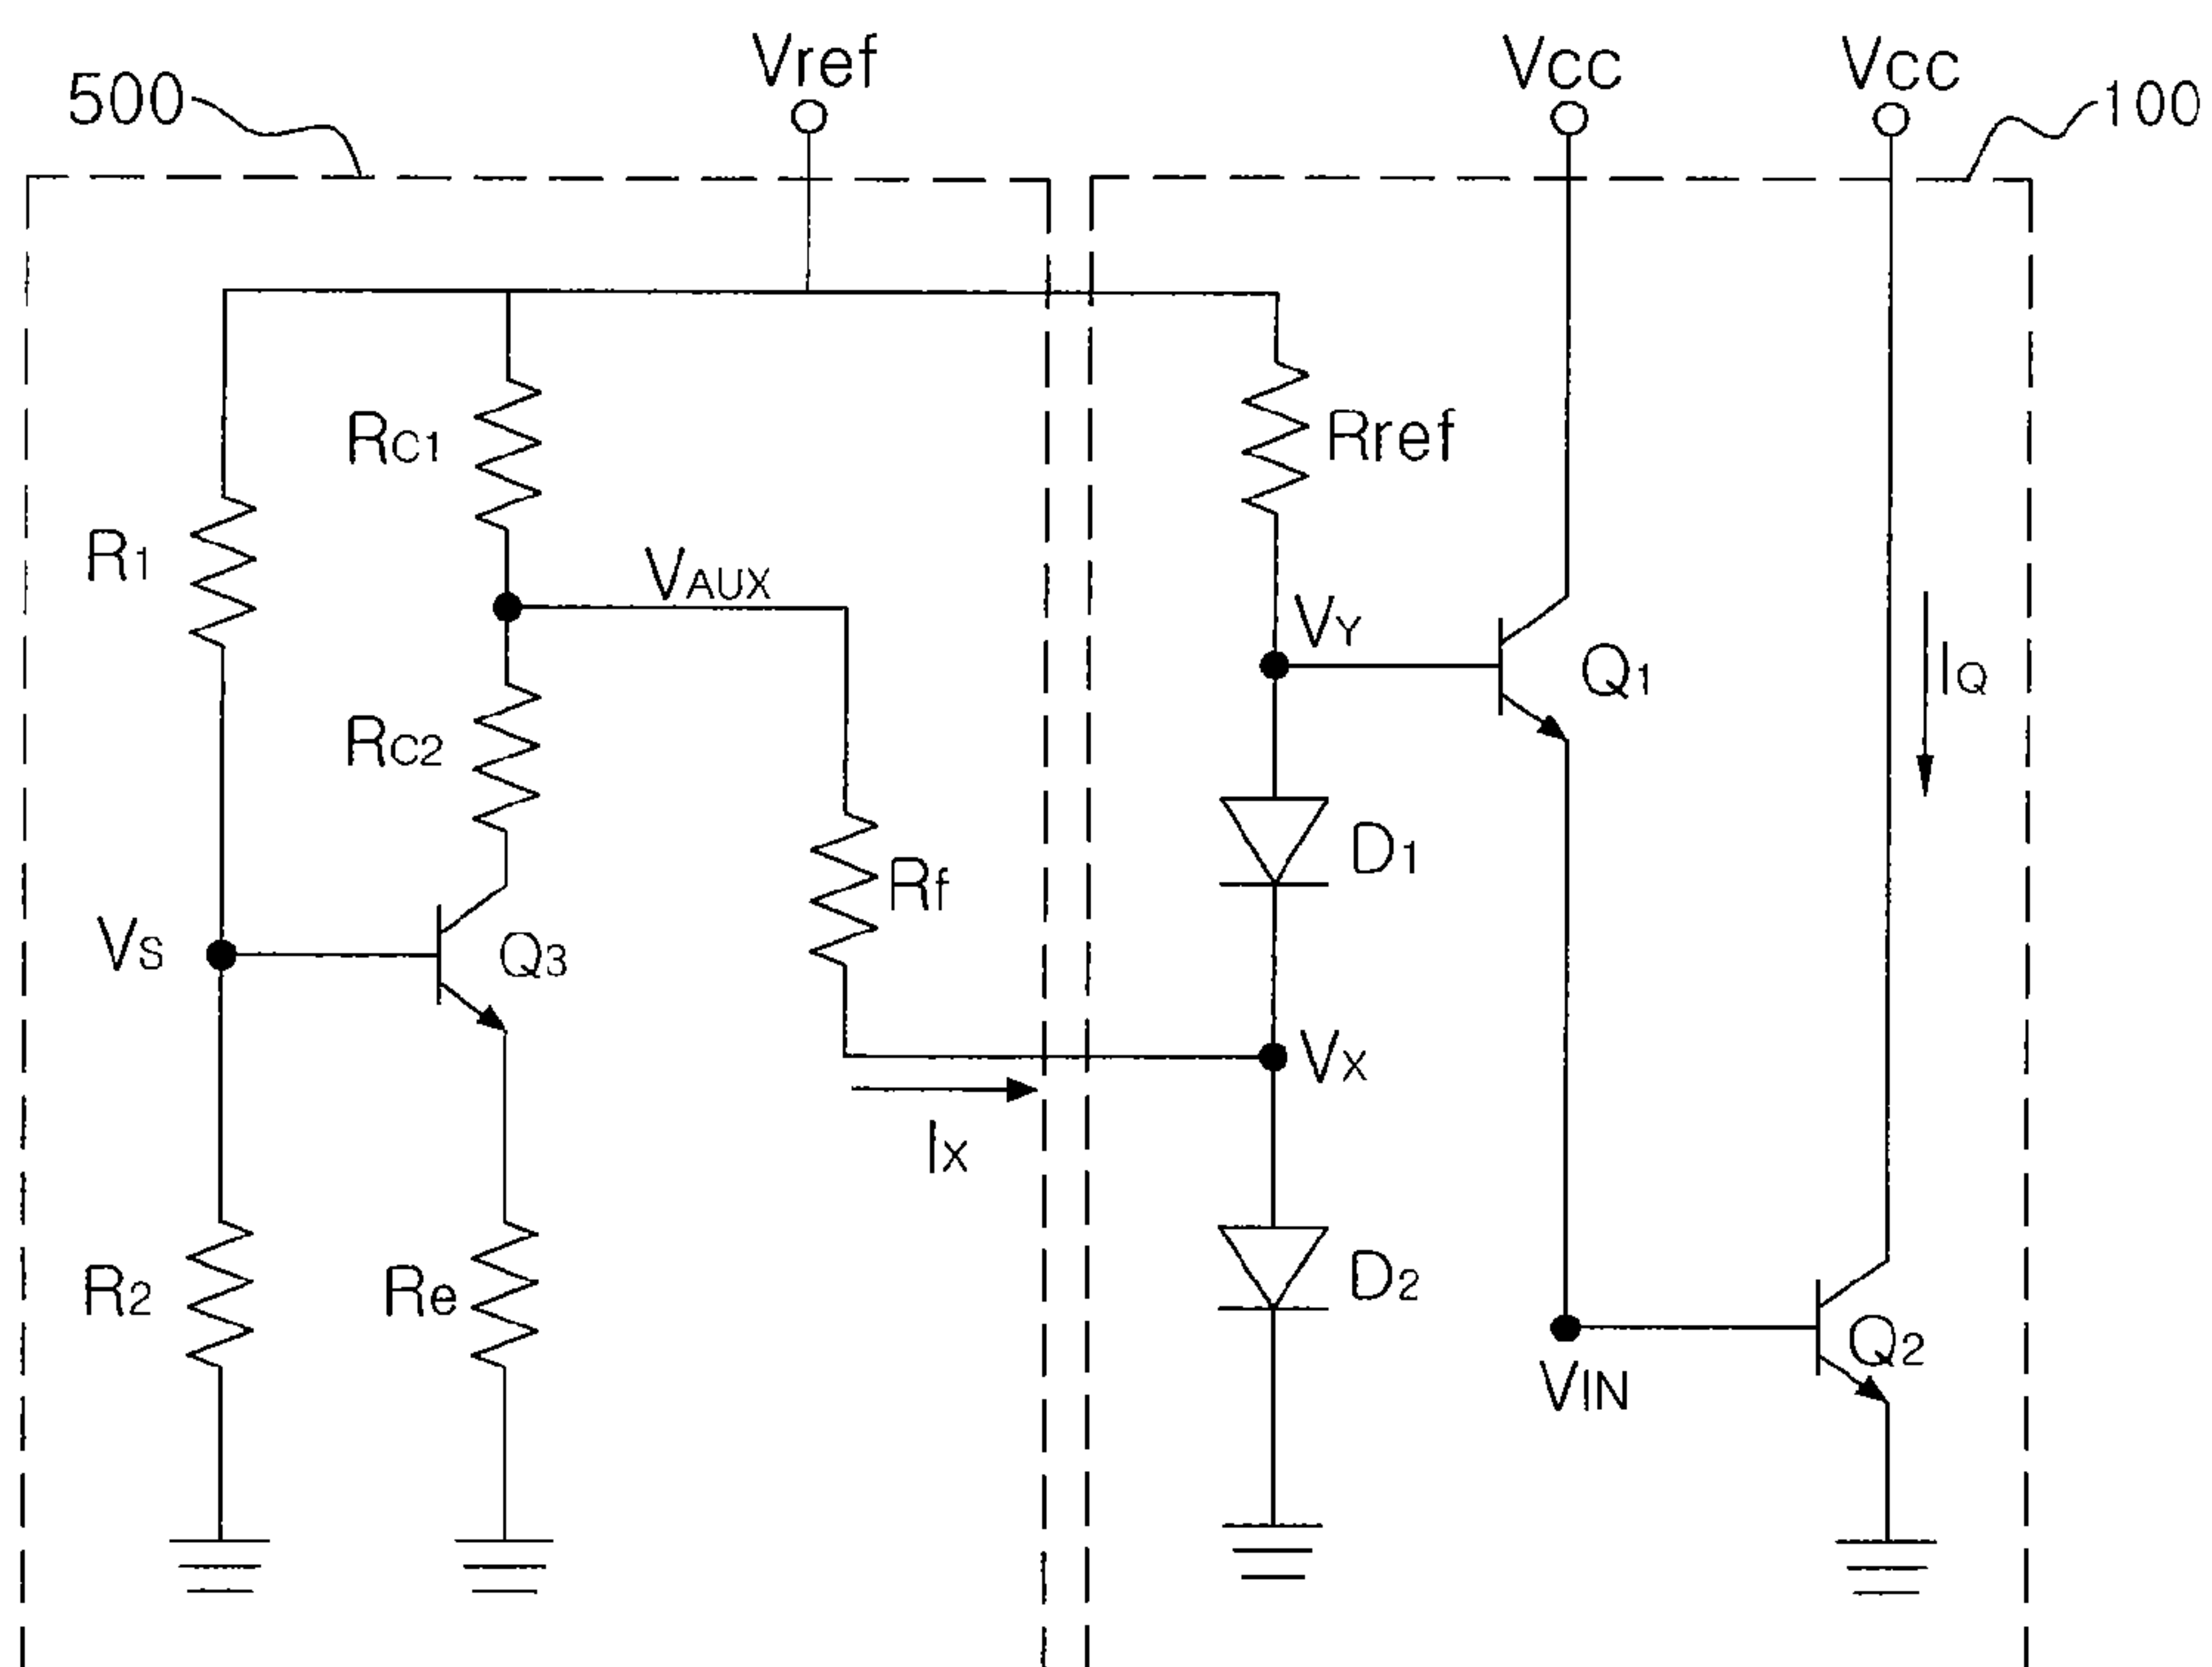 500
Vref
VCC
VCC
100
RC1
Rref
R1
VAUX
VY
Q1
IQ
RC2
D1
Rf
VS
Q3
VX
IX
R2
Re
D2
Q2
VIN